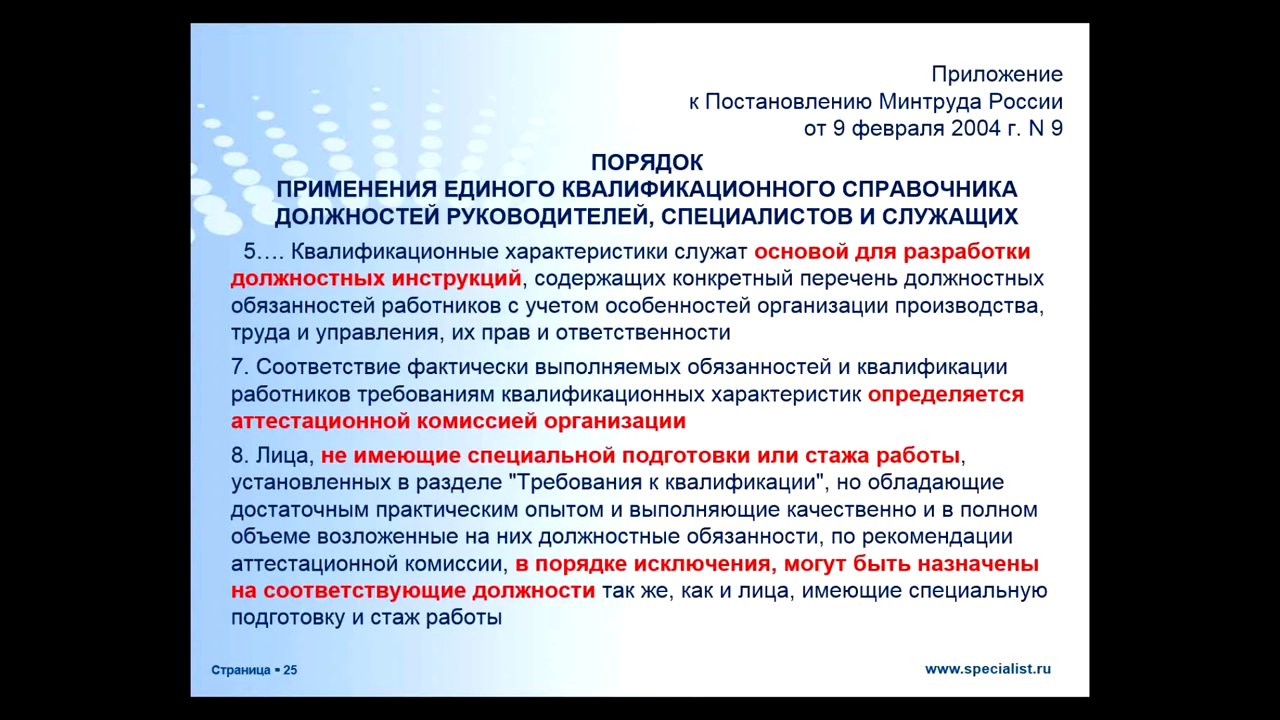 Приложение
к Постановлению Минтруда России
от 9 февраля 2004 г. N 9
ПОРЯДОК
ПРИМЕНЕНИЯ ЕДИНОГО КВАЛИФИКАЦИОННОГО СПРАВОЧНИКА
ДОЛЖНОСТЕЙ РУКОВОДИТЕЛЕЙ, СПЕЦИАЛИСТОВ И СЛУЖАЩИХ
5…. Квалификационные характеристики служат основой для разработки
должностных инструкций, содержащих конкретный перечень должностных
обязанностей работников с учетом особенностей организации производства,
труда и управления, их прав и ответственности
7. Соответствие фактически выполняемых обязанностей и квалификации
работников требованиям квалификационных характеристик определяется
аттестационной комиссией организации
8. Лица, не имеющие специальной подготовки или стажа работы,
установленных в разделе "Требования к квалификации", но обладающие
достаточным практическим опытом и выполняющие качественно и в полном
объеме возложенные на них должностные обязанности, по рекомендации
аттестационной комиссии, в порядке исключения, могут быть назначены
на соответствующие должности так же, как и лица, имеющие специальную
подготовку и стаж работы
Страница ▪ 25
www.specialist.ru